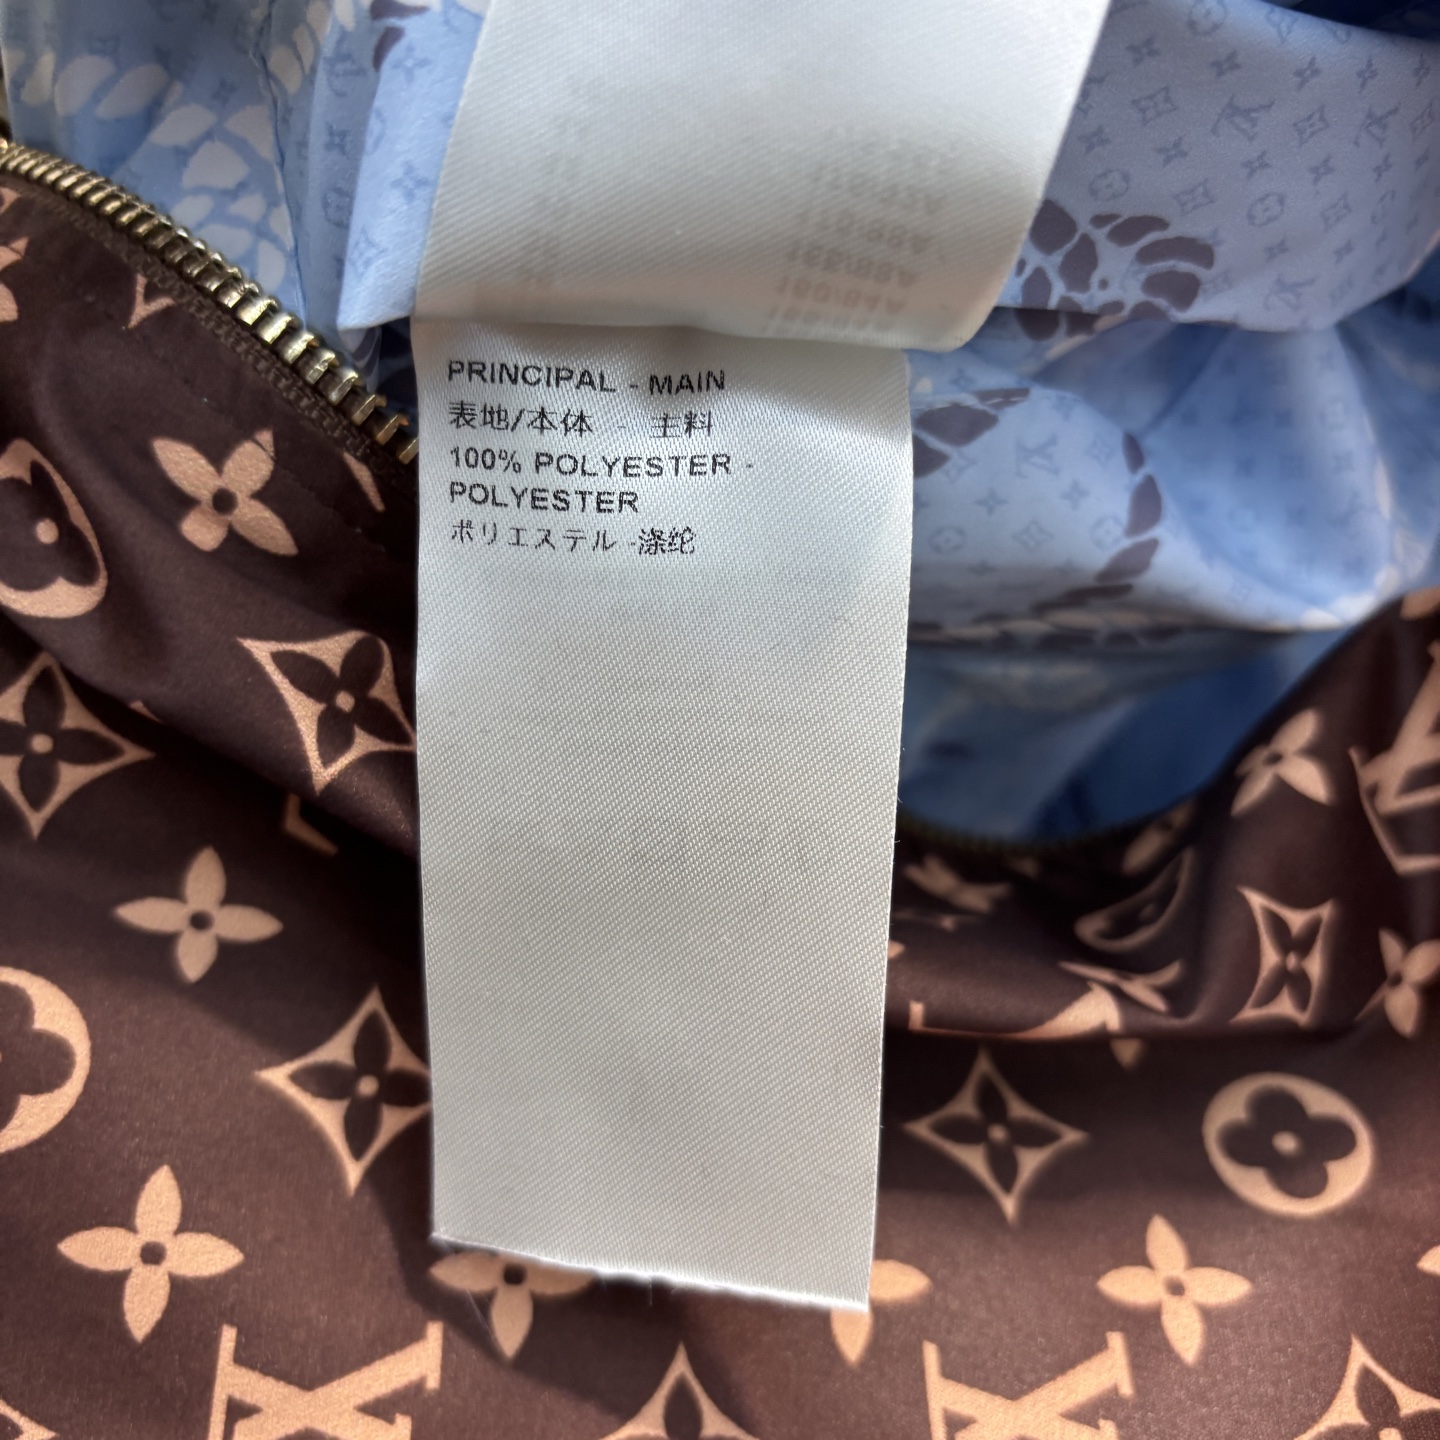 PRINCIPAL - MAIN
表地/本体 - 主料
100% POLYESTER -
POLYESTER
ポリエステル -涤纶